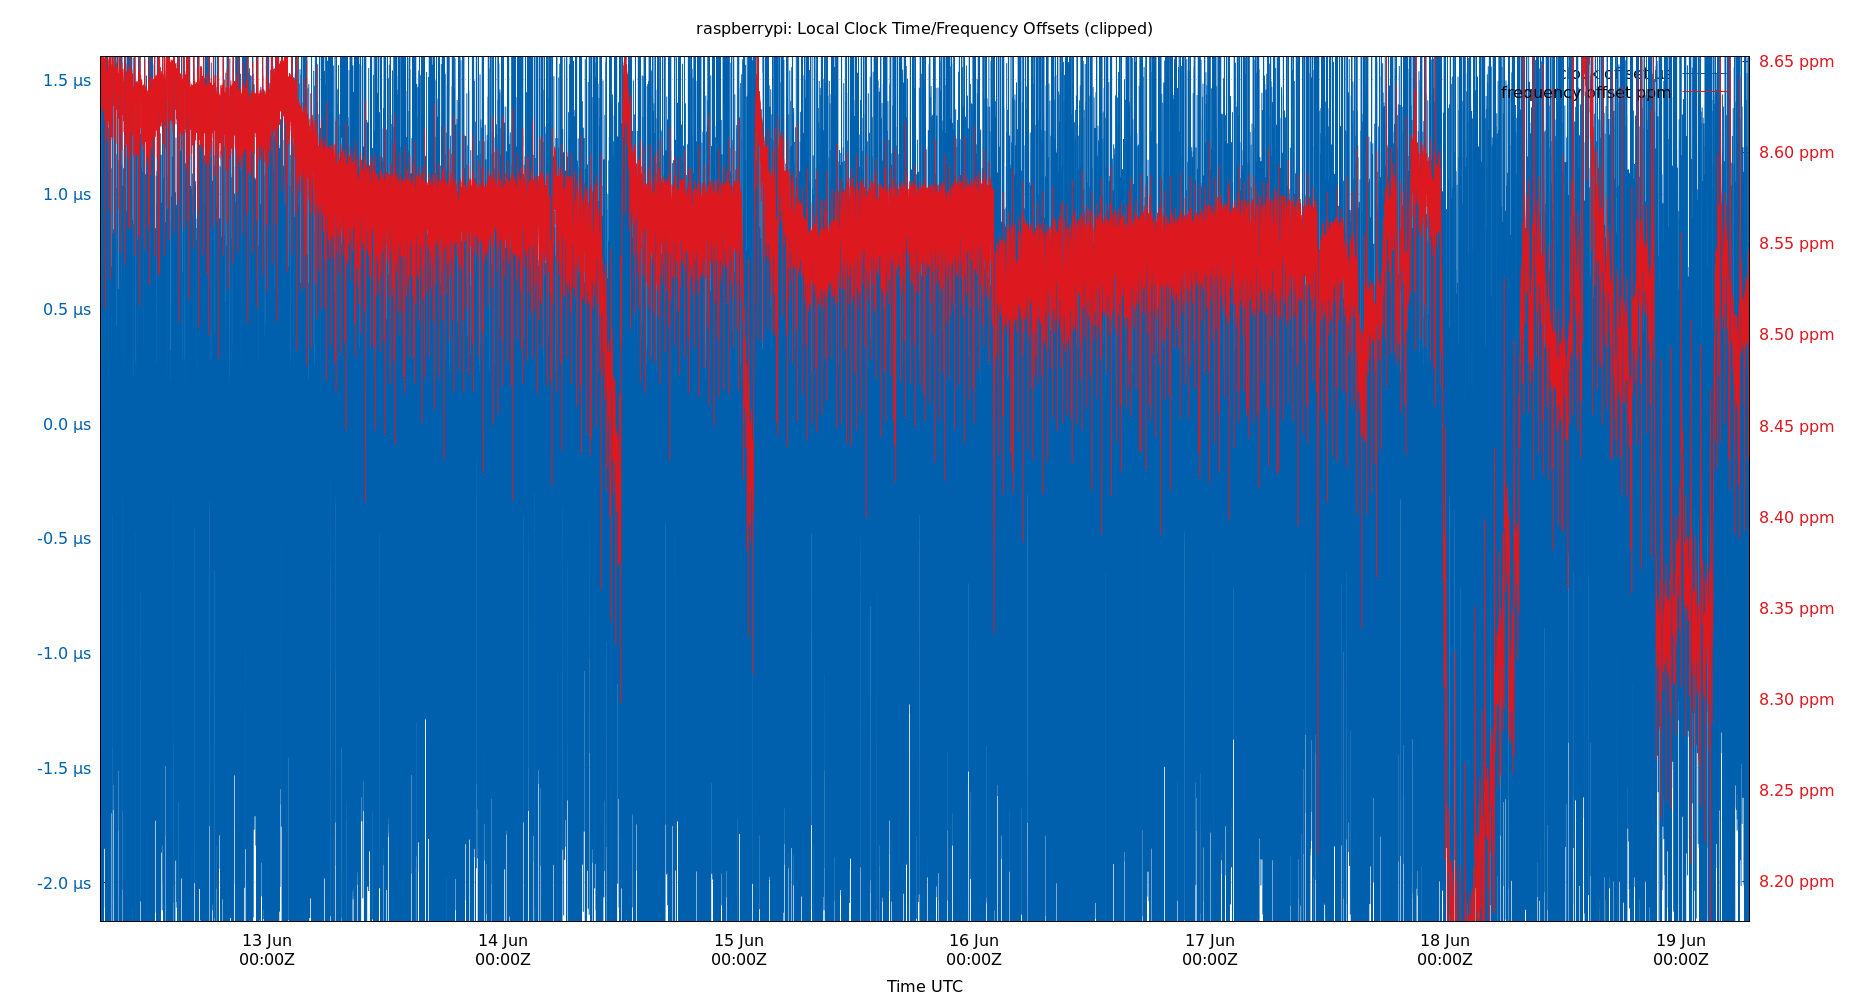 raspberrypi: Local Clock Time/Frequency Offsets (clipped)
clock offset µs
frequency offset ppm
1.5 µs
1.0 µs
0.5 µs
0.0 µs
-0.5 µs
-1.0 µs
-1.5 µs
-2.0 µs
8.65 ppm
8.60 ppm
8.55 ppm
8.50 ppm
8.45 ppm
8.40 ppm
8.35 ppm
8.30 ppm
8.25 ppm
8.20 ppm
13 Jun 14 Jun 15 Jun 16 Jun 17 Jun 18 Jun 19 Jun
00:00Z 00:00Z 00:00Z 00:00Z 00:00Z 00:00Z 00:00Z
Time UTC